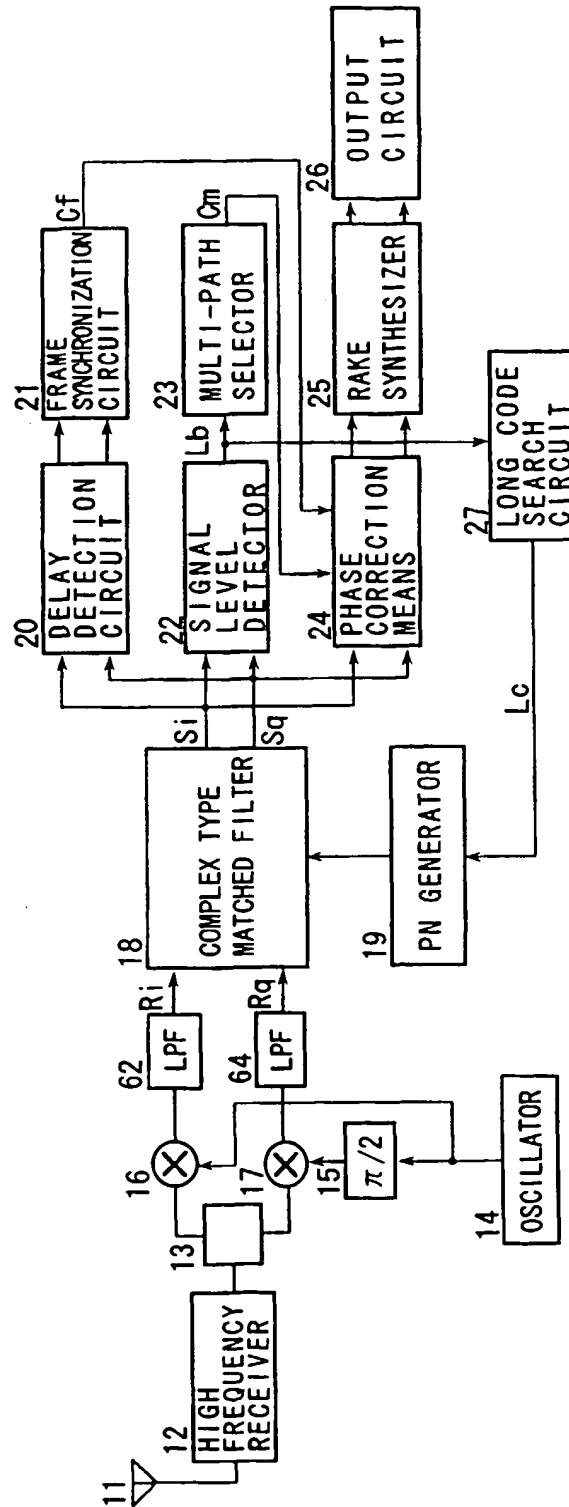 11
12
HIGH
FREQUENCY
RECEIVER
13
14
OSCILLATOR
15
π/2
16
17
62
LPF
Ri
64
LPF
Rq
18
COMPLEX TYPE
MATCHED FILTER
19
PN GENERATOR
Si
Sq
Lc
20
DELAY
DETECTION
CIRCUIT
21
FRAME
SYNCHRONIZATION
CIRCUIT
Cf
22
SIGNAL
LEVEL
DETECTOR
Lb
23
MULTI-PATH
SELECTOR
Cm
24
PHASE
CORRECTION
MEANS
25
RAKE
SYNTHESIZER
26
OUTPUT
CIRCUIT
27
LONG CODE
SEARCH
CIRCUIT